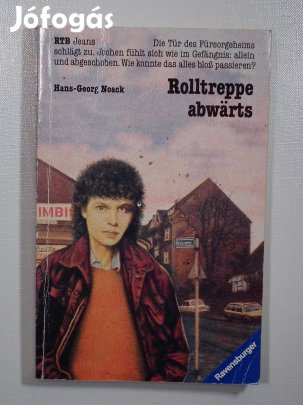 Jófogás
RTB Jeans Die Tür des Fürsorgeheims
schlägt zu. Jochen fühlt sich wie im Gefängnis: allein
und abgeschoben. Wie konnte das alles bloß passieren?
Hans-Georg Noack
Rolltreppe
abwärts
IMBIS
Ravensburger